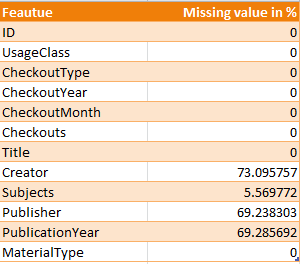 Feautue Missing value in %
ID 0
UsageClass 0
CheckoutType 0
CheckoutYear 0
CheckoutMonth 0
Checkouts 0
Title 0
Creator 73.095757
Subjects 5.569772
Publisher 69.238303
PublicationYear 69.285692
MaterialType 0